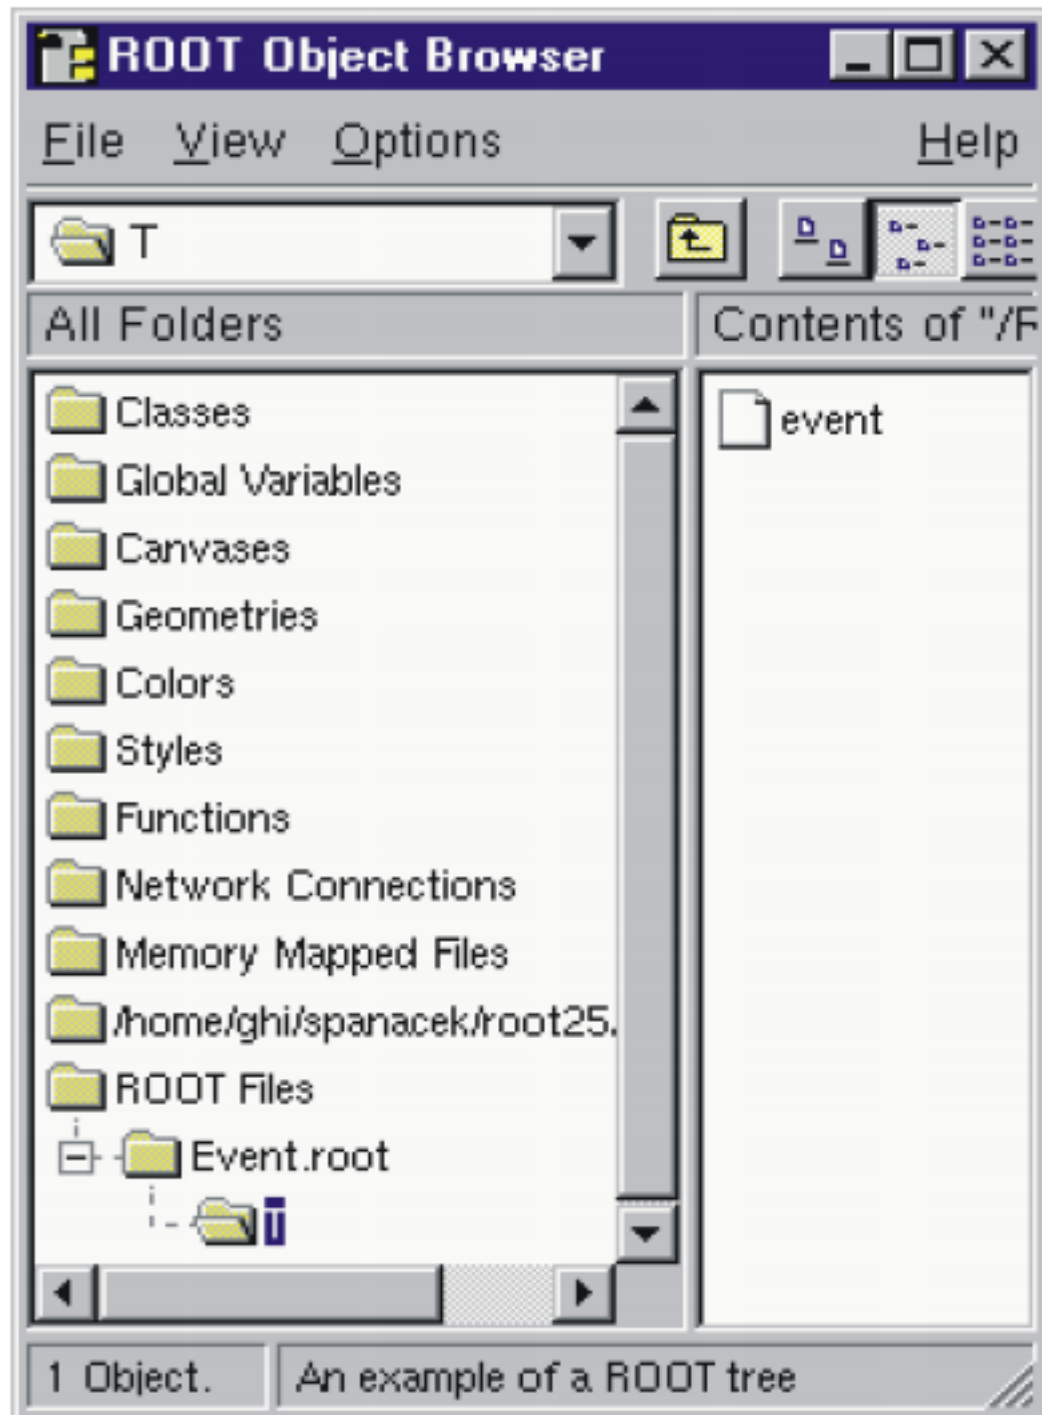 ROOT Object Browser
File View Options Help
T
All Folders
Contents of "/R
Classes
Global Variables
Canvases
Geometries
Colors
Styles
Functions
Network Connections
Memory Mapped Files
/home/ghi/spanacek/root25.
ROOT Files
Event.root
T
event
1 Object.
An example of a ROOT tree